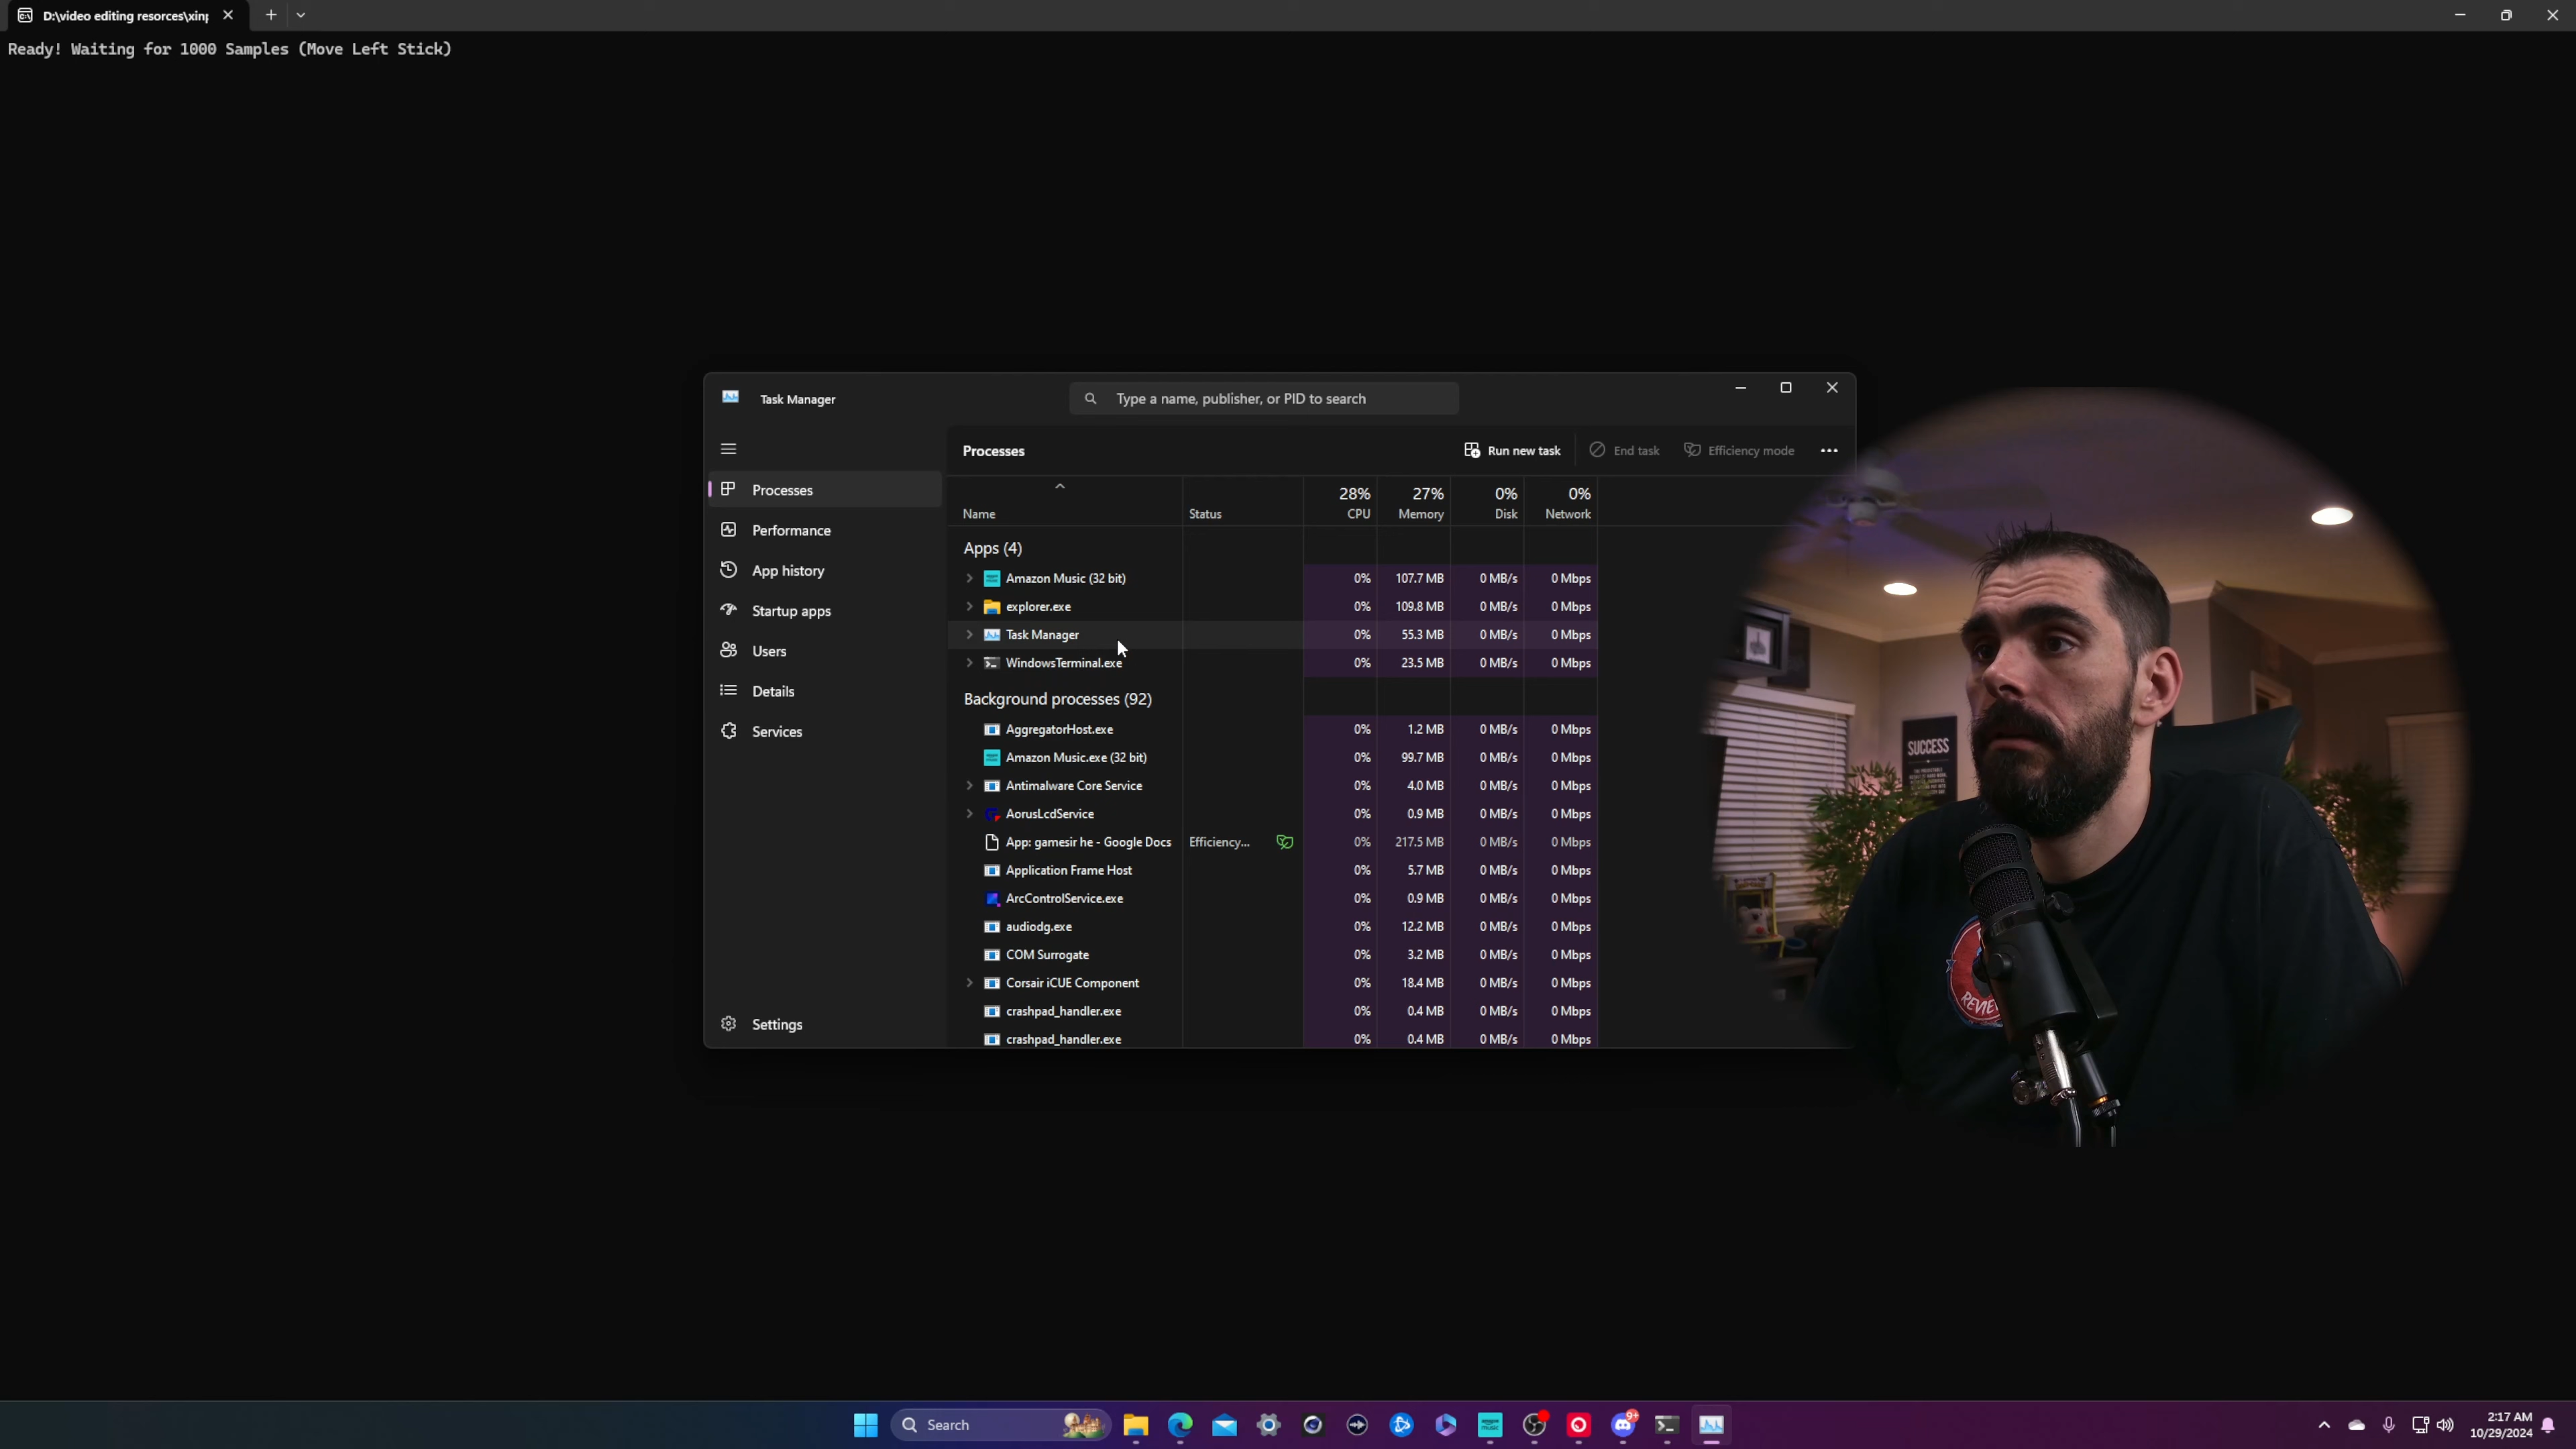 D:\video editing resorces\xinp
Ready! Waiting for 1000 Samples (Move Left Stick)
Task Manager
Type a name, publisher, or PID to search
Processes
Run new task
End task
Efficiency mode
Processes
Performance
App history
Startup apps
Users
Details
Services
Settings
28% 27% 0% 0%
Name Status CPU Memory Disk Network
Apps (4)
Amazon Music (32 bit) 0% 107.7 MB 0 MB/s 0 Mbps
explorer.exe 0% 109.8 MB 0 MB/s 0 Mbps
Task Manager 0% 55.3 MB 0 MB/s 0 Mbps
WindowsTerminal.exe 0% 23.5 MB 0 MB/s 0 Mbps
Background processes (92)
AggregatorHost.exe 0% 1.2 MB 0 MB/s 0 Mbps
Amazon Music.exe (32 bit) 0% 99.7 MB 0 MB/s 0 Mbps
Antimalware Core Service 0% 4.0 MB 0 MB/s 0 Mbps
AorusLcdService 0% 0.9 MB 0 MB/s 0 Mbps
App: gamesir he - Google Docs Efficiency... 0% 217.5 MB 0 MB/s 0 Mbps
Application Frame Host 0% 5.7 MB 0 MB/s 0 Mbps
ArcControlService.exe 0% 0.9 MB 0 MB/s 0 Mbps
audiodg.exe 0% 12.2 MB 0 MB/s 0 Mbps
COM Surrogate 0% 3.2 MB 0 MB/s 0 Mbps
Corsair iCUE Component 0% 18.4 MB 0 MB/s 0 Mbps
crashpad_handler.exe 0% 0.4 MB 0 MB/s 0 Mbps
crashpad_handler.exe 0% 0.4 MB 0 MB/s 0 Mbps
SUCCESS
REVIE
Search
9+
2:17 AM
10/29/2024